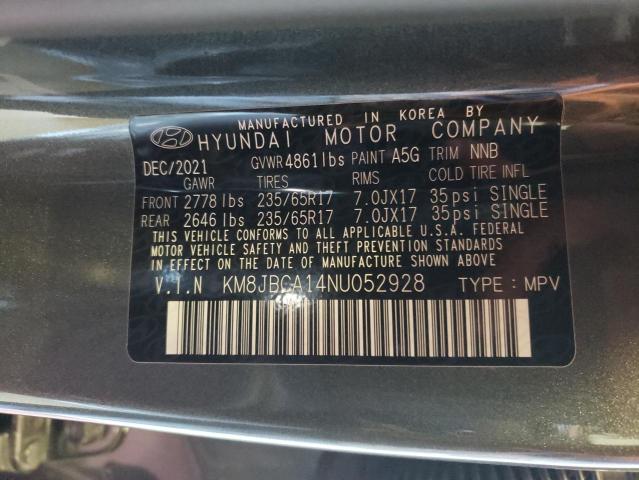 MANUFACTURED IN KOREA BY
HYUNDAI MOTOR COMPANY
DEC/2021 GVWR 4861lbs PAINT A5G TRIM NNB
GAWR TIRES RIMS COLD TIRE INFL
FRONT 2778 lbs 235/65R17 7.0JX17 35psi SINGLE
REAR 2646 lbs 235/65R17 7.0JX17 35psi SINGLE
THIS VEHICLE CONFORMS TO ALL APPLICABLE U.S.A. FEDERAL
MOTOR VEHICLE SAFETY AND THEFT PREVENTION STANDARDS
IN EFFECT ON THE DATE OF MANUFACTURE SHOWN ABOVE.
V.I.N KM8JBCA14NU052928 TYPE : MPV